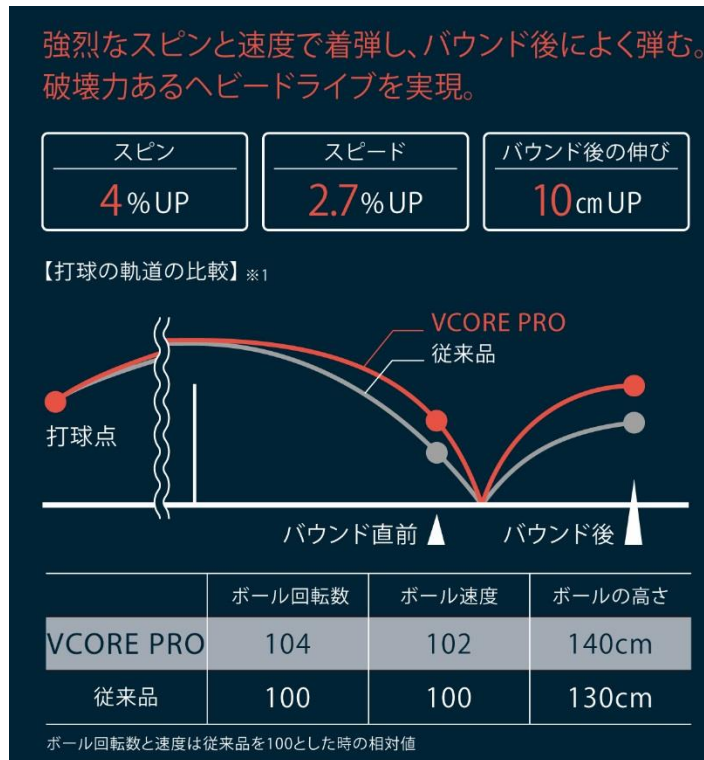 強烈なスピンと速度で着弾し、バウンド後によく弾む。
破壊力あるヘビードライブを実現。
スピン
4%UP
スピード
2.7%UP
バウンド後の伸び
10cmUP
【打球の軌道の比較】※1
VCORE PRO
従来品
打球点
バウンド直前
バウンド後
ボール回転数 ボール速度 ボールの高さ
VCORE PRO 104 102 140cm
従来品 100 100 130cm
ボール回転数と速度は従来品を100とした時の相対値